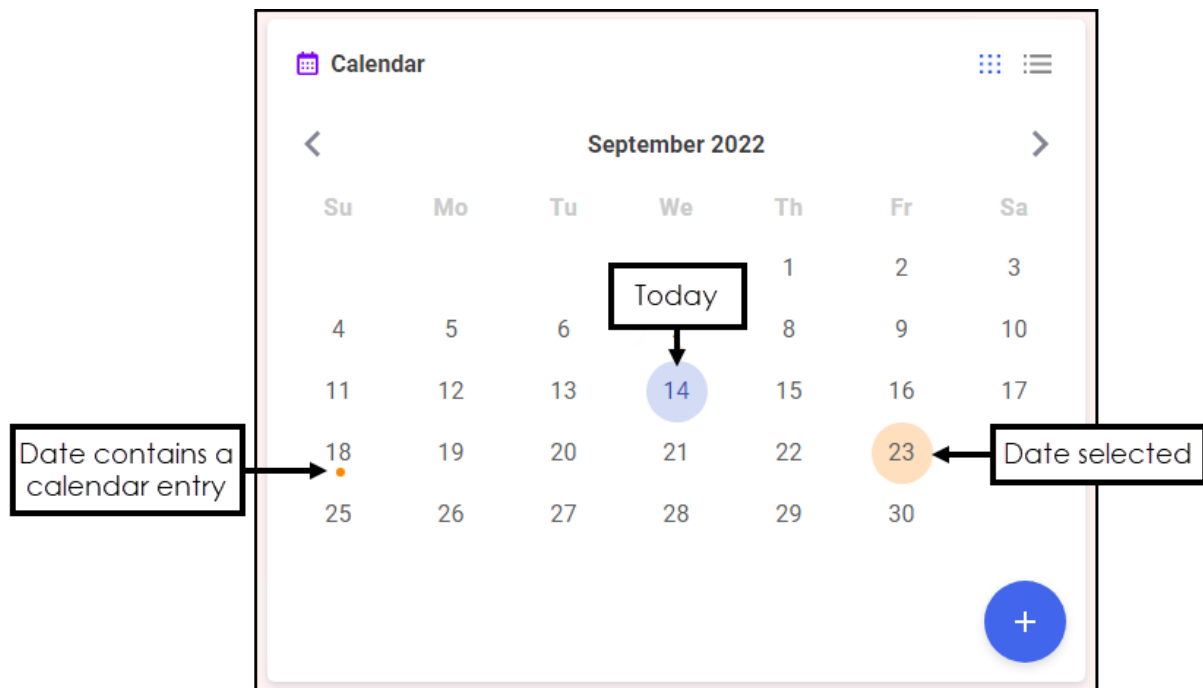 Calendar
September 2022
Su Mo Tu We Th Fr Sa
1 2 3
Today
4 5 6 8 9 10
11 12 13 14 15 16 17
Date contains a
calendar entry
18 19 20 21 22 23 24
Date selected
25 26 27 28 29 30
+